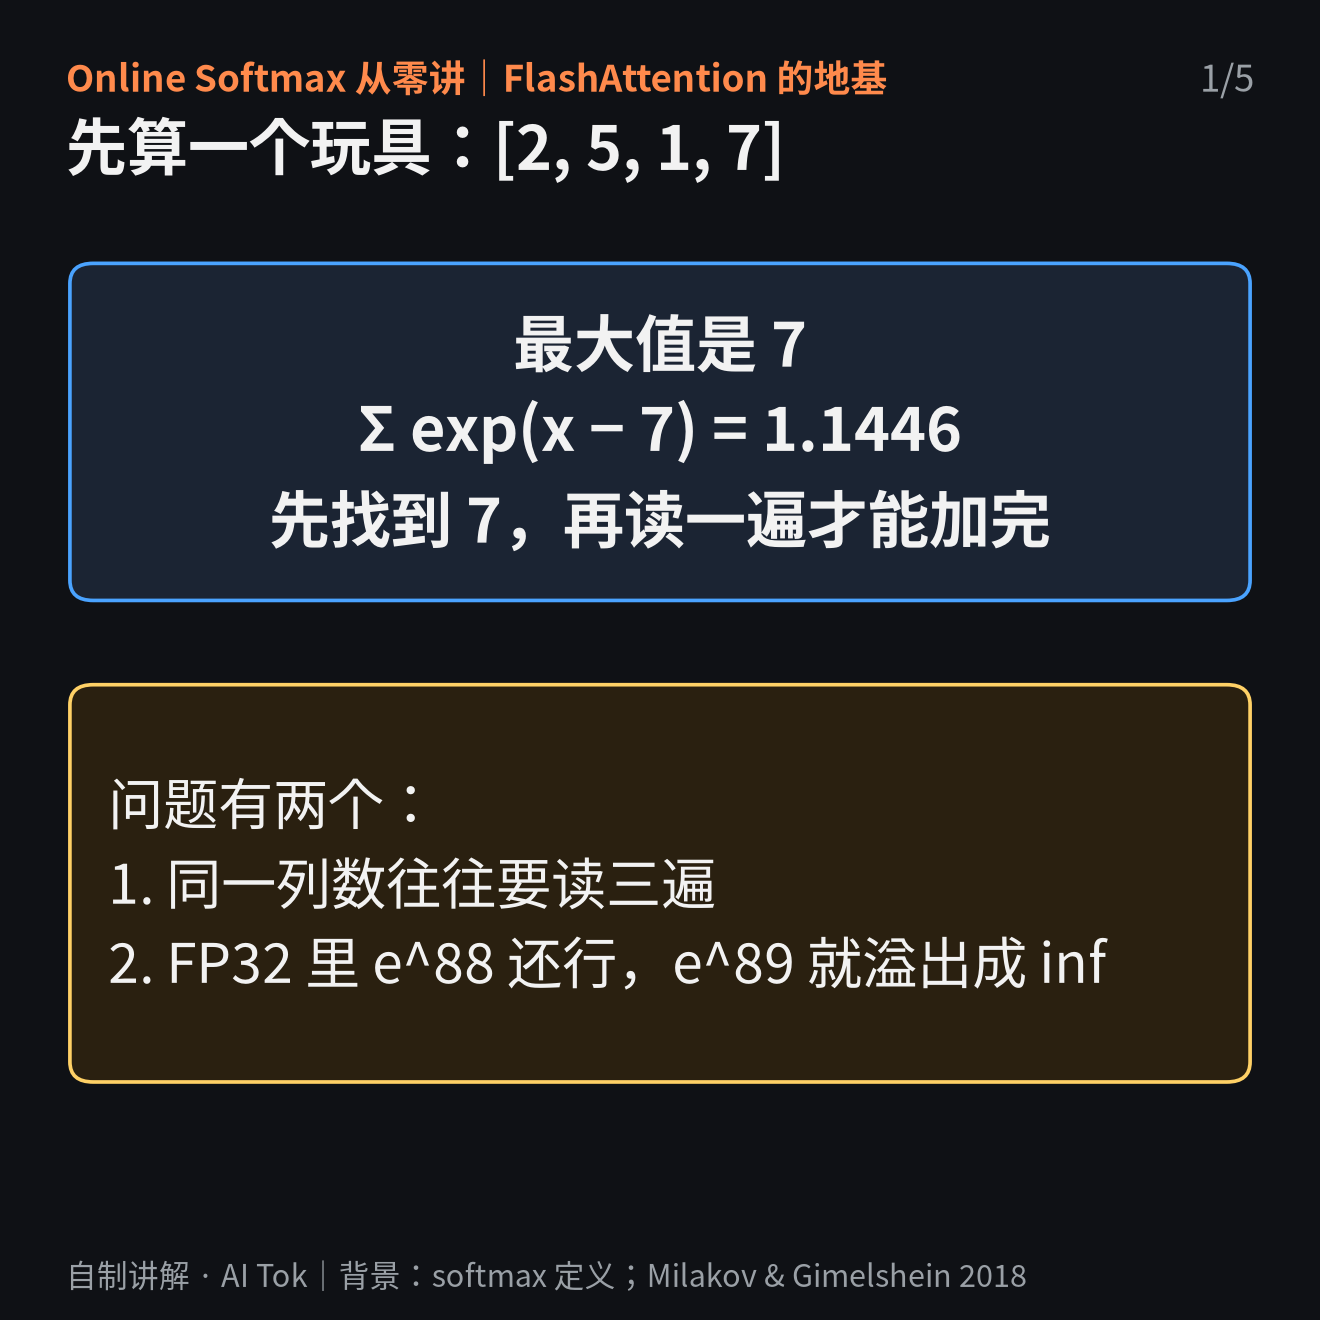 Online Softmax 从零讲｜FlashAttention 的地基
1/5
先算一个玩具：[2, 5, 1, 7]
最大值是 7
Σ exp(x − 7) = 1.1446
先找到 7，再读一遍才能加完
问题有两个：
1. 同一列数往往要读三遍
2. FP32 里 e^88 还行，e^89 就溢出成 inf
自制讲解 · AI Tok｜背景：softmax 定义；Milakov & Gimelshein 2018